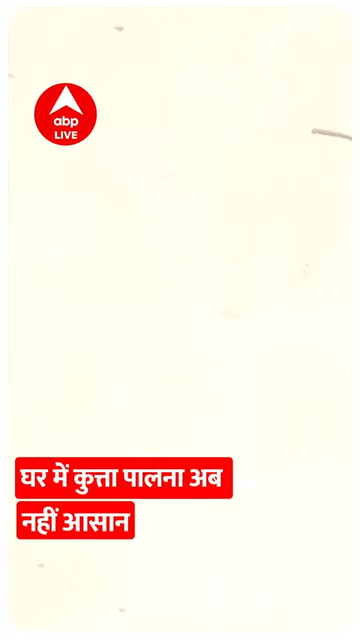 abp
LIVE
घर में कुत्ता पालना अब
नहीं आसान